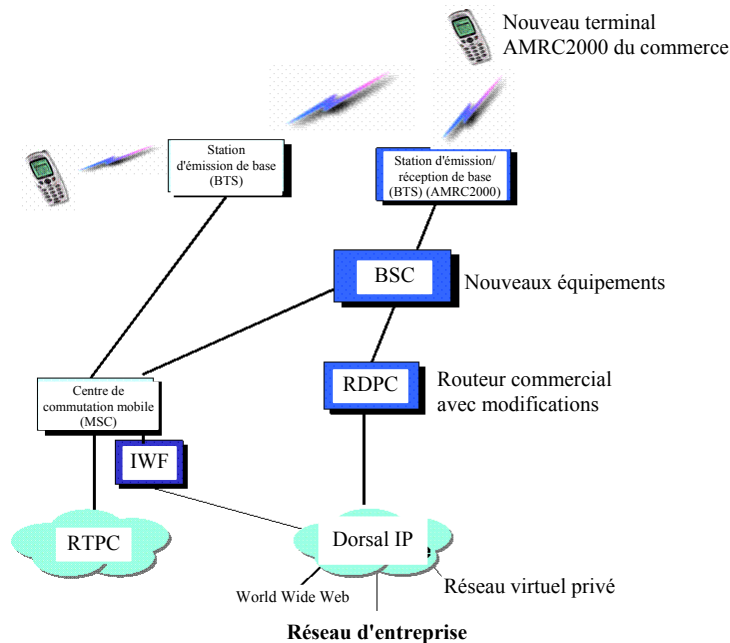 Nouveau terminal
AMRC2000 du commerce
Station
d'émission de base
(BTS)
Station d'émission/
réception de base
(BTS) (AMRC2000)
BSC
Nouveaux équipements
Centre de
commutation mobile
(MSC)
RDPC
Routeur commercial
avec modifications
IWF
RTPC
Dorsal IP
Réseau virtuel privé
World Wide Web
Réseau d'entreprise